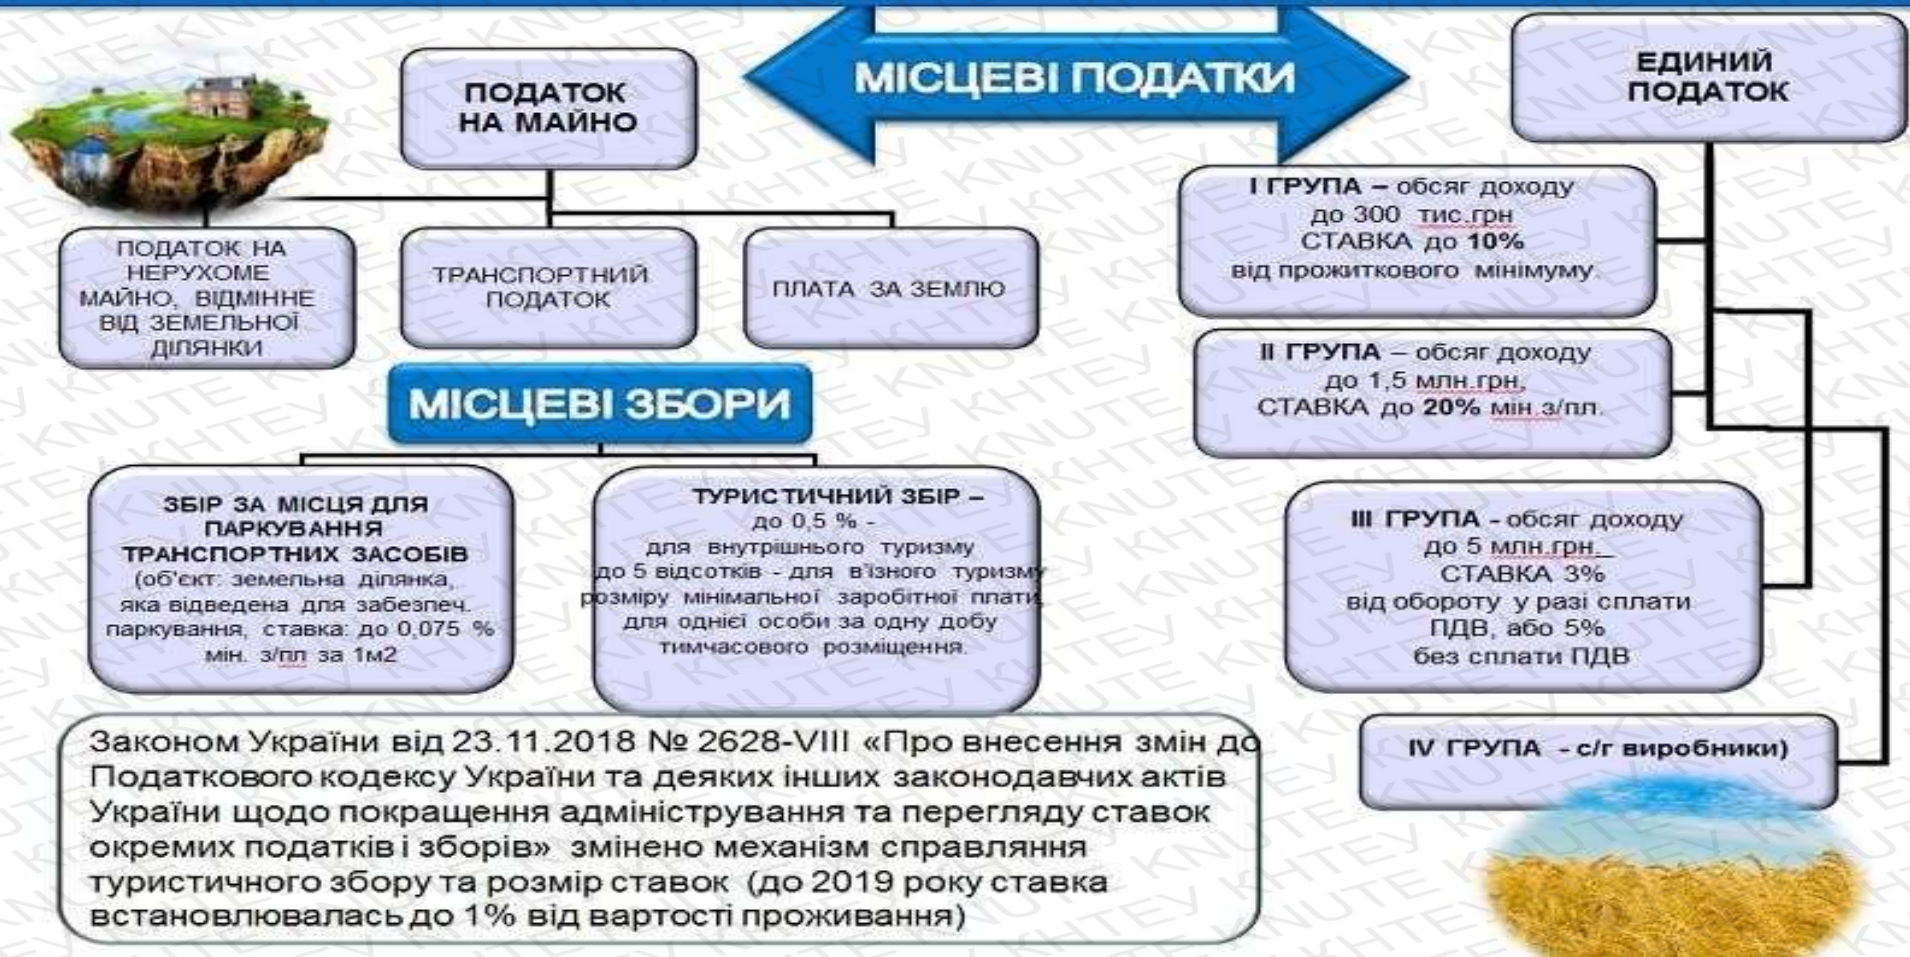 МІСЦЕВІ ПОДАТКИ
ПОДАТОК
НА МАЙНО
ПОДАТОК НА
НЕРУХОМЕ
МАЙНО, ВІДМІННЕ
ВІД ЗЕМЕЛЬНОЇ
ДІЛЯНКИ
ТРАНСПОРТНИЙ
ПОДАТОК
ПЛАТА ЗА ЗЕМЛЮ
ЕДИНИЙ
ПОДАТОК
І ГРУПА – обсяг доходу
до 300 тис.грн
СТАВКА до 10%
від прожиткового мінімуму.
ІІ ГРУПА – обсяг доходу
до 1,5 млн.грн,
СТАВКА до 20% мін.з/пл.
ІІІ ГРУПА - обсяг доходу
до 5 млн.грн.
СТАВКА 3%
від обороту у разі сплати
ПДВ, або 5%
без сплати ПДВ
IV ГРУПА - с/г виробники)
МІСЦЕВІ ЗБОРИ
ЗБІР ЗА МІСЦЯ ДЛЯ
ПАРКУВАННЯ
ТРАНСПОРТНИХ ЗАСОБІВ
(об'єкт: земельна ділянка,
яка відведена для забезпеч.
паркування, ставка: до 0,075 %
мін. з/пл за 1м2
ТУРИСТИЧНИЙ ЗБІР –
до 0,5 % -
для внутрішнього туризму
до 5 відсотків - для в'їзного туризму
розміру мінімальної заробітної плати,
для однієї особи за одну добу
тимчасового розміщення.
Законом України від 23.11.2018 № 2628-VIII «Про внесення змін до
Податкового кодексу України та деяких інших законодавчих актів
України щодо покращення адміністрування та перегляду ставок
окремих податків і зборів» змінено механізм справляння
туристичного збору та розмір ставок (до 2019 року ставка
встановлювалась до 1% від вартості проживання)